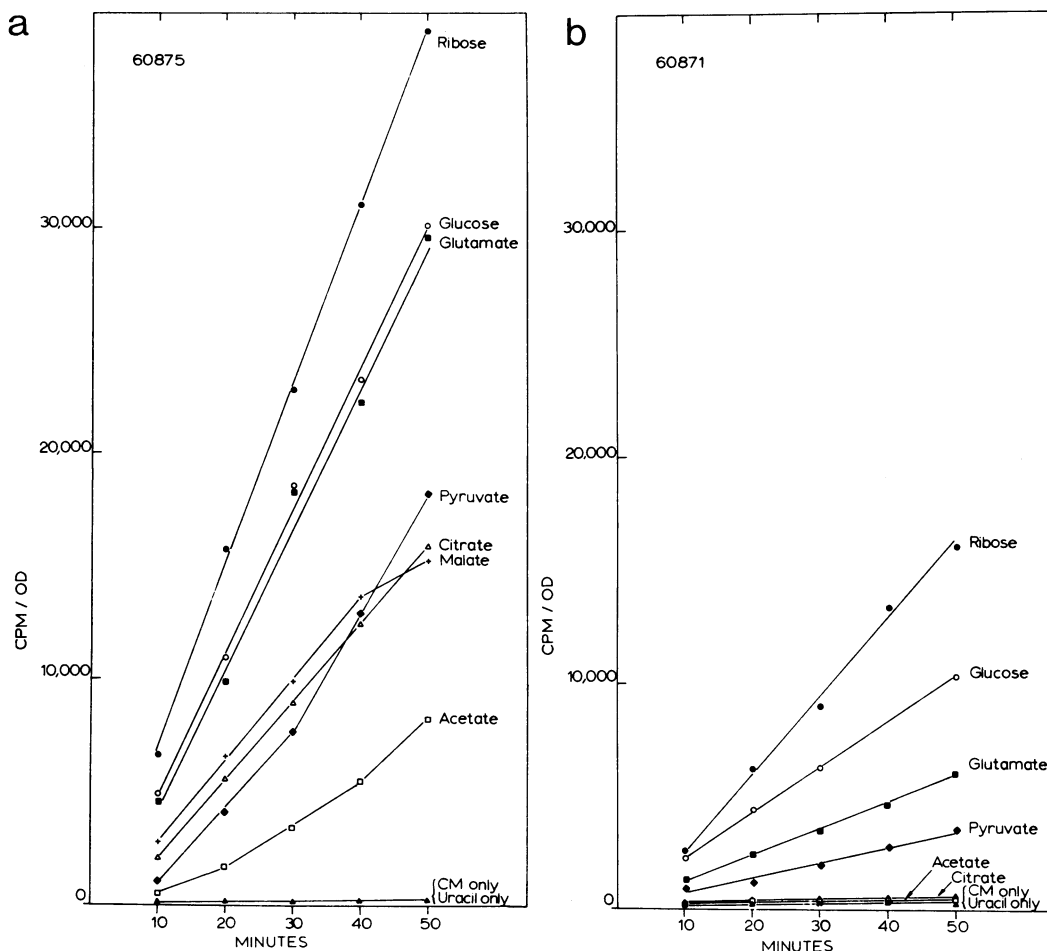 a
60875
Ribose
30,000
Glucose
Glutamate
20,000
Pyruvate
Citrate
Malate
10,000
Acetate
CM only
0
Uracil only
CPM / OD
10 20 30 40 50
MINUTES
b
60871
30,000
20,000
Ribose
10,000
Glucose
Glutamate
Pyruvate
Acetate
Citrate
CM only
0
Uracil only
CPM / OD
10 20 30 40 50
MINUTES